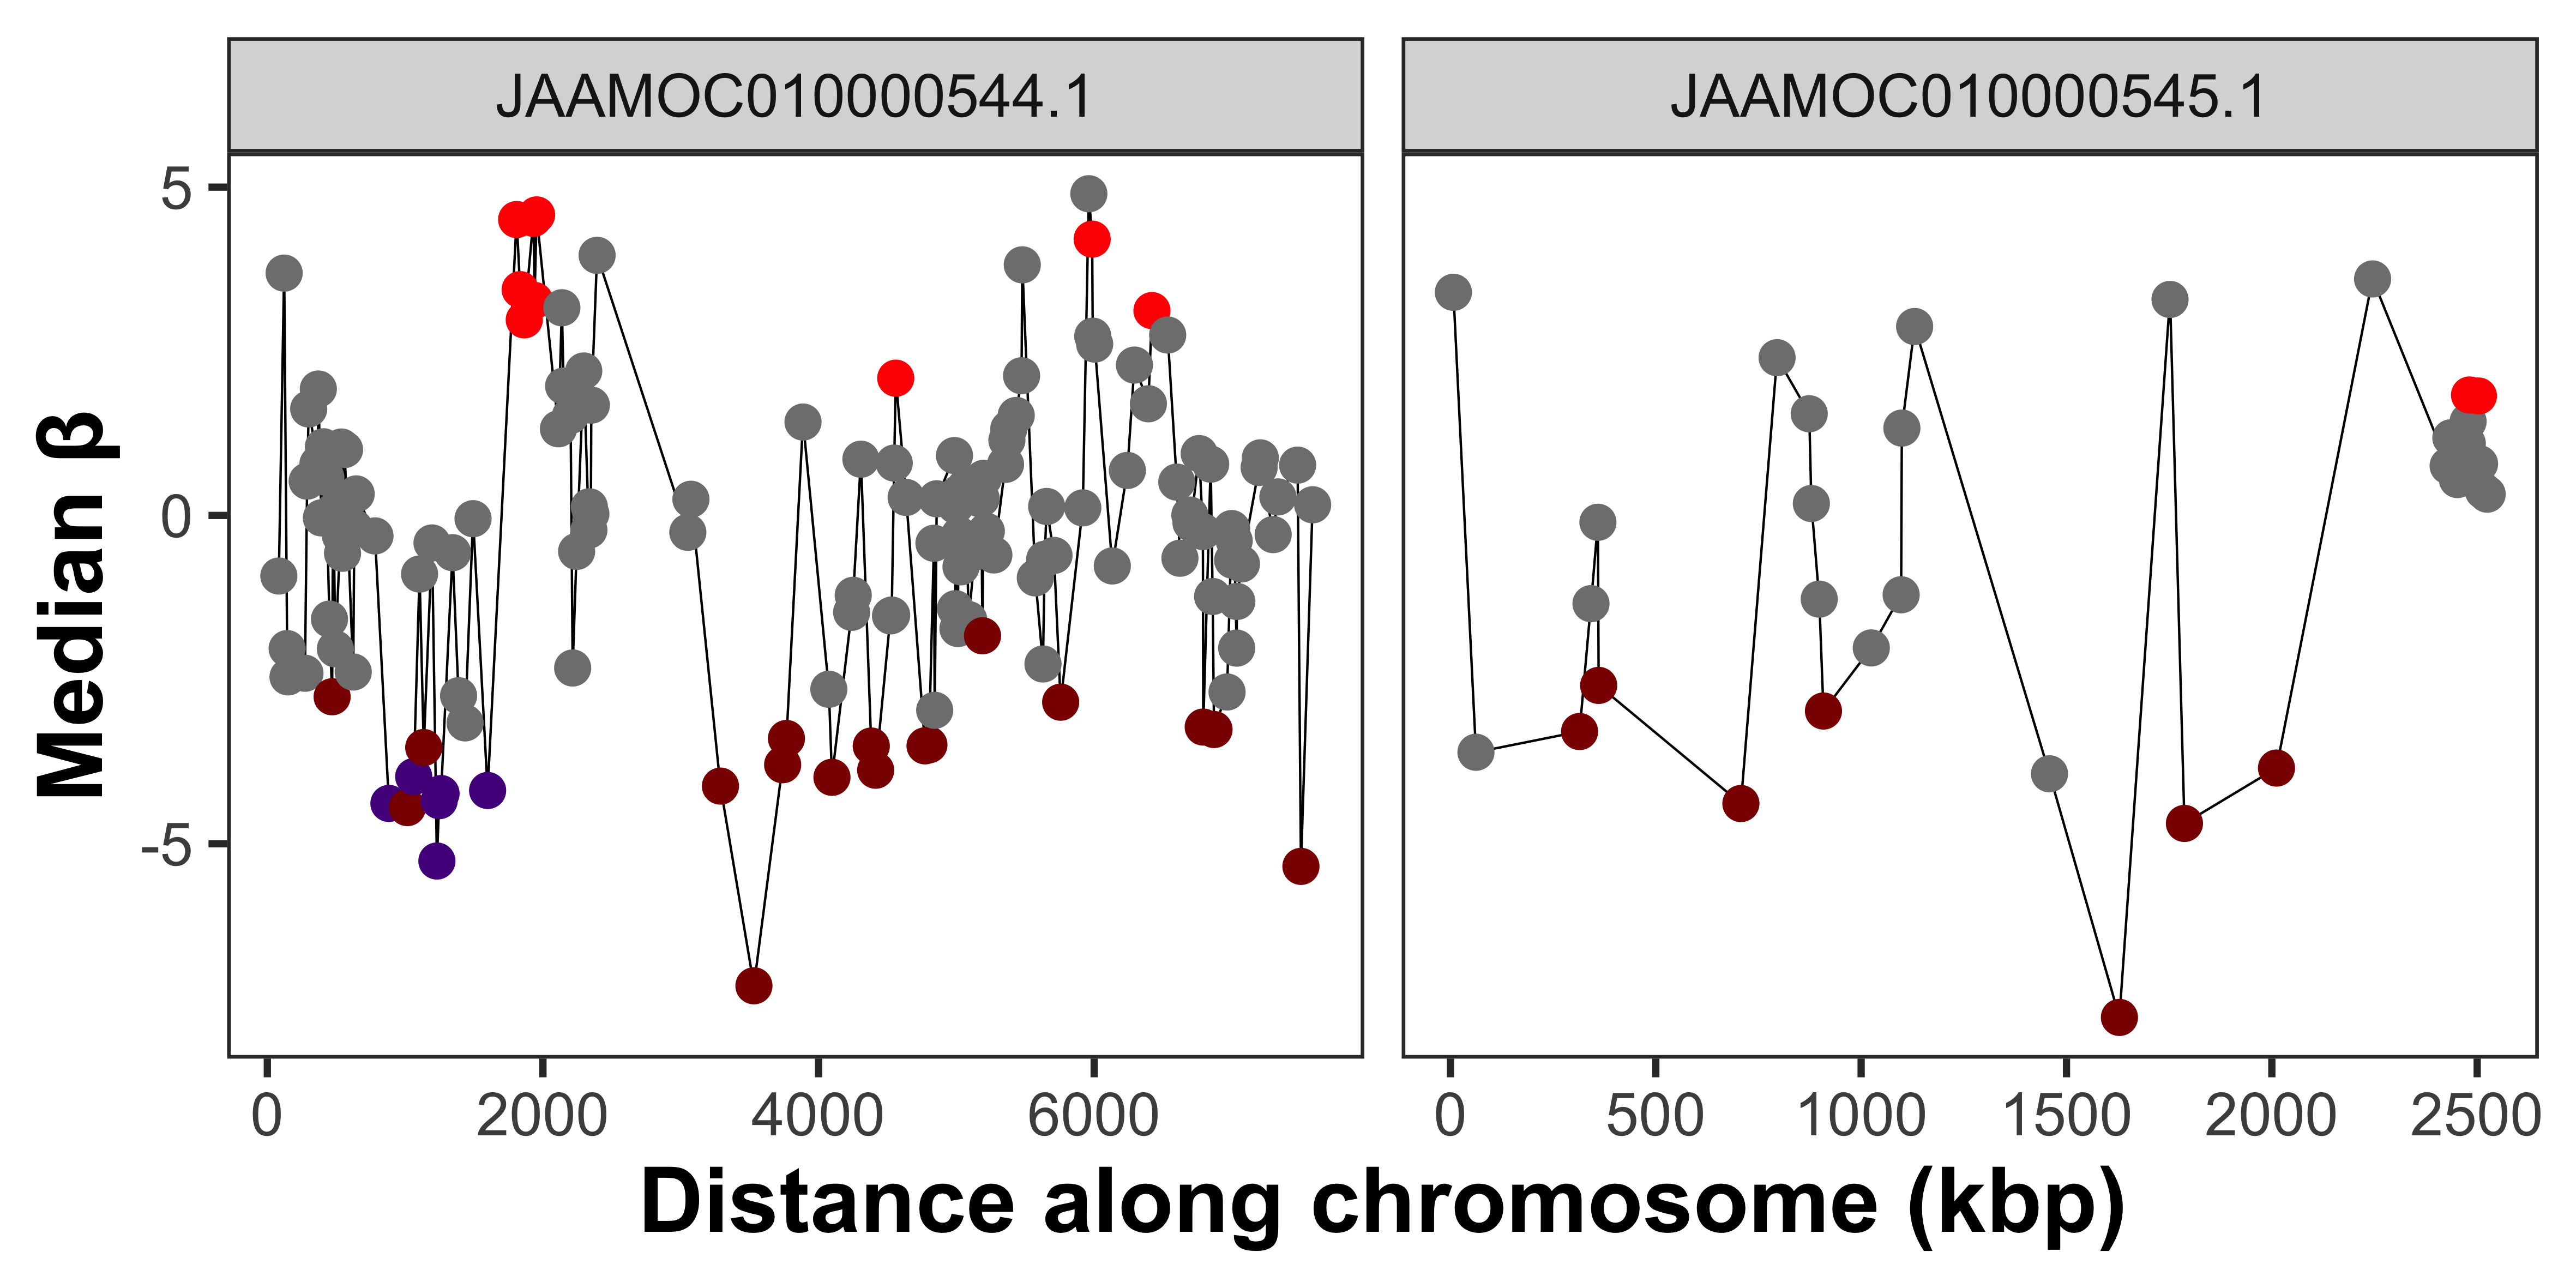 JAAMOC010000544.1
JAAMOC010000545.1
Median β
5
0
-5
0 2000 4000 6000
0 500 1000 1500 2000 2500
Distance along chromosome (kbp)